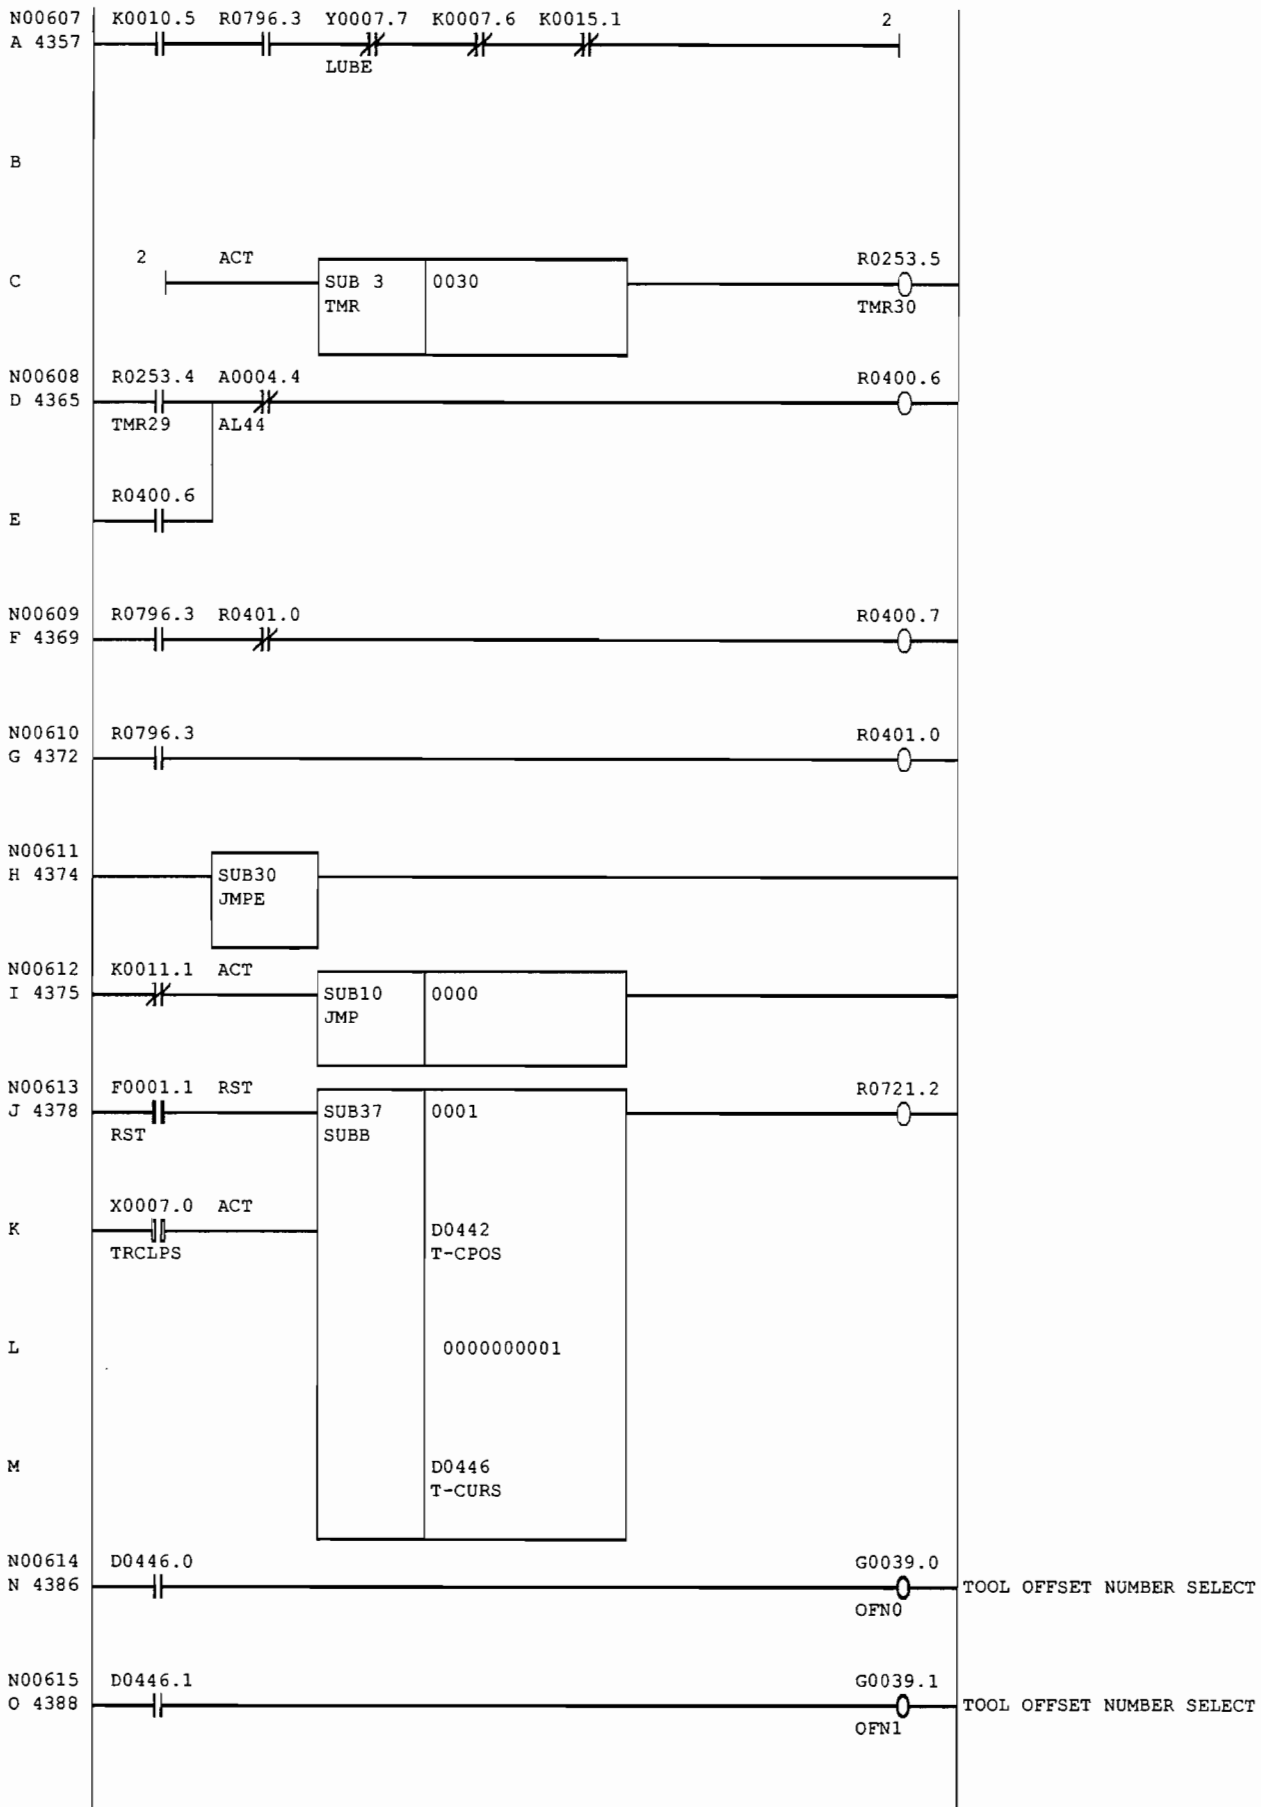 N00607 K0010.5 R0796.3 Y0007.7 K0007.6 K0015.1 2
A 4357
LUBE
B
2 ACT R0253.5
C SUB 3 0030
TMR TMR30
N00608 R0253.4 A0004.4 R0400.6
D 4365
TMR29 AL44
R0400.6
E
N00609 R0796.3 R0401.0 R0400.7
F 4369
N00610 R0796.3 R0401.0
G 4372
N00611
H 4374 SUB30
JMPE
N00612 K0011.1 ACT
I 4375 SUB10 0000
JMP
N00613 F0001.1 RST R0721.2
J 4378 SUB37 0001
RST SUBB
X0007.0 ACT
K D0442
TRCLPS T-CPOS
L 0000000001
M D0446
T-CURS
N00614 D0446.0 G0039.0
N 4386 TOOL OFFSET NUMBER SELECT
OFN0
N00615 D0446.1 G0039.1
O 4388 TOOL OFFSET NUMBER SELECT
OFN1